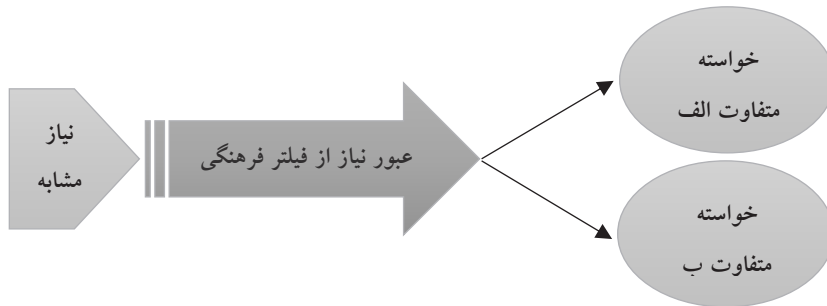 نیاز
مشابه
عبور نیاز از فیلتر فرهنگی
خواسته
متفاوت الف
خواسته
متفاوت ب